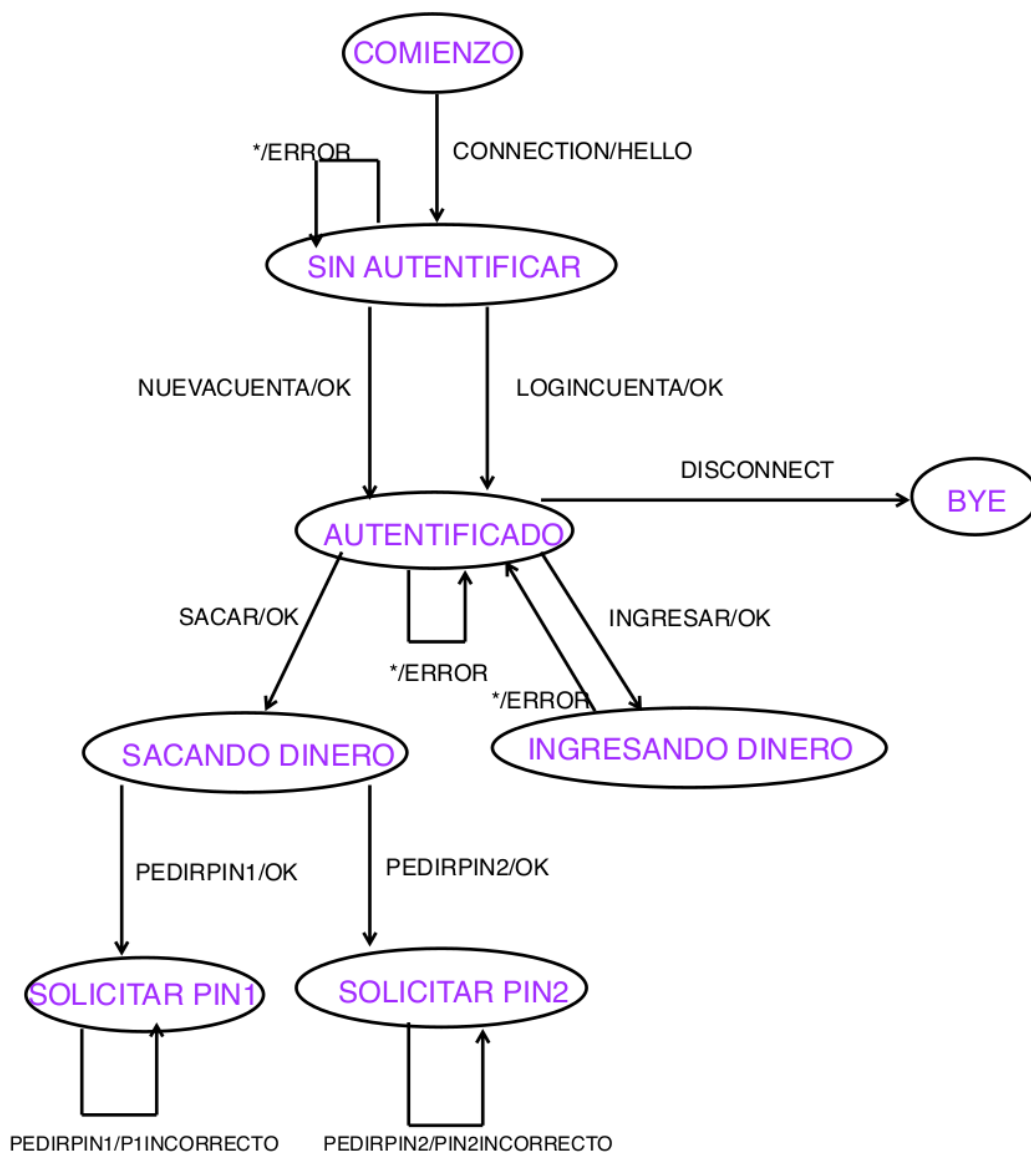 COMIENZO
*/ERROR
CONNECTION/HELLO
SIN AUTENTIFICAR
NUEVACUENTA/OK
LOGINCUENTA/OK
DISCONNECT
BYE
AUTENTIFICADO
SACAR/OK
INGRESAR/OK
*/ERROR
*/ERROR
SACANDO DINERO
INGRESANDO DINERO
PEDIRPIN1/OK
PEDIRPIN2/OK
SOLICITAR PIN1
SOLICITAR PIN2
PEDIRPIN1/P1INCORRECTO
PEDIRPIN2/PIN2INCORRECTO